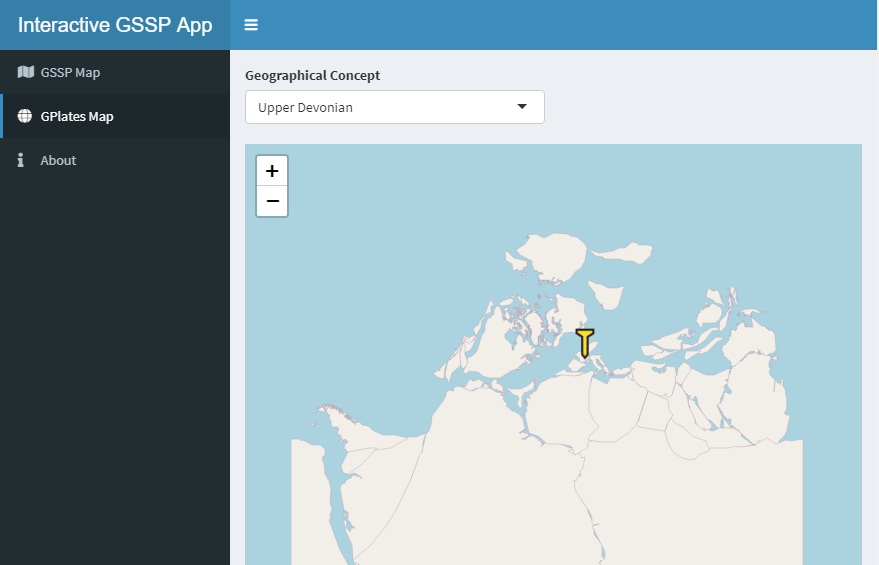 Interactive GSSP App
GSSP Map
GPlates Map
About
Geographical Concept
Upper Devonian
+
−